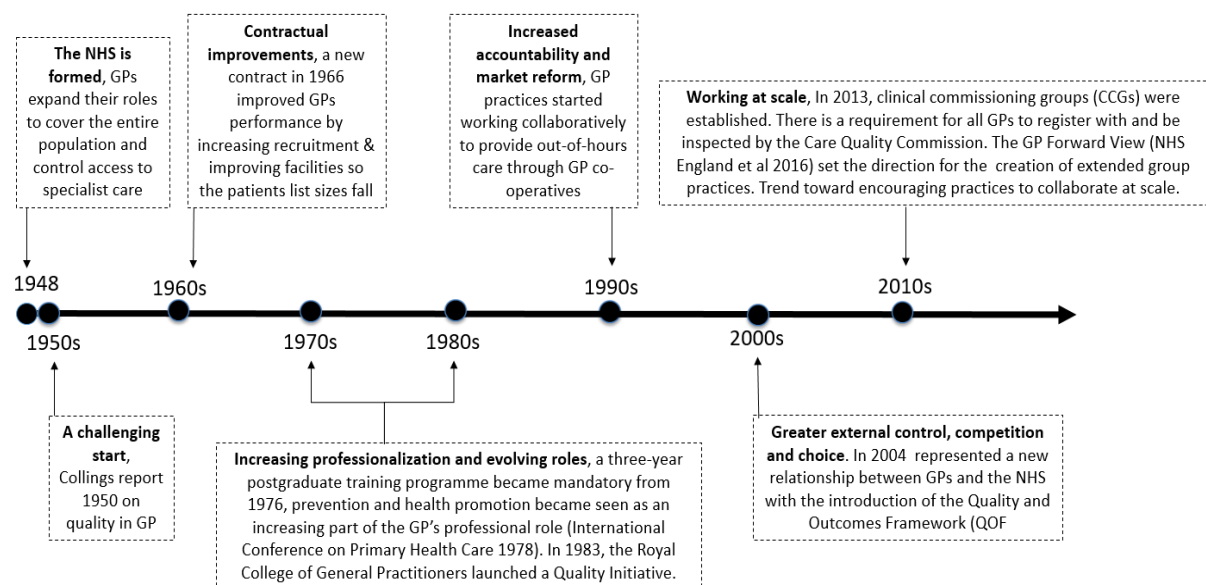 The NHS is
formed, GPs
expand their roles
to cover the entire
population and
control access to
specialist care
Contractual
improvements, a new
contract in 1966
improved GPs
performance by
increasing recruitment &
improving facilities so
the patients list sizes fall
Increased
accountability and
market reform, GP
practices started
working collaboratively
to provide out-of-hours
care through GP co-
operatives
Working at scale, In 2013, clinical commissioning groups (CCGs) were
established. There is a requirement for all GPs to register with and be
inspected by the Care Quality Commission. The GP Forward View (NHS
England et al 2016) set the direction for the creation of extended group
practices. Trend toward encouraging practices to collaborate at scale.
1948
1960s
1990s
2010s
1950s
1970s
1980s
2000s
A challenging
start,
Collings report
1950 on
quality in GP
Increasing professionalization and evolving roles, a three-year
postgraduate training programme became mandatory from
1976, prevention and health promotion became seen as an
increasing part of the GP's professional role (International
Conference on Primary Health Care 1978). In 1983, the Royal
College of General Practitioners launched a Quality Initiative.
Greater external control, competition
and choice. In 2004 represented a new
relationship between GPs and the NHS
with the introduction of the Quality and
Outcomes Framework (QOF